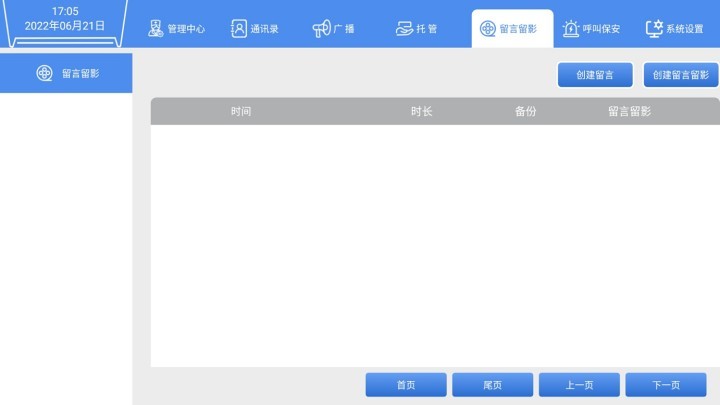 17:05
2022年06月21日
管理中心
通讯录
广 播
托 管
留言留影
呼叫保安
系统设置
留言留影
创建留言
创建留言留影
时间 时长 备份 留言留影
首页 尾页 上一页 下一页